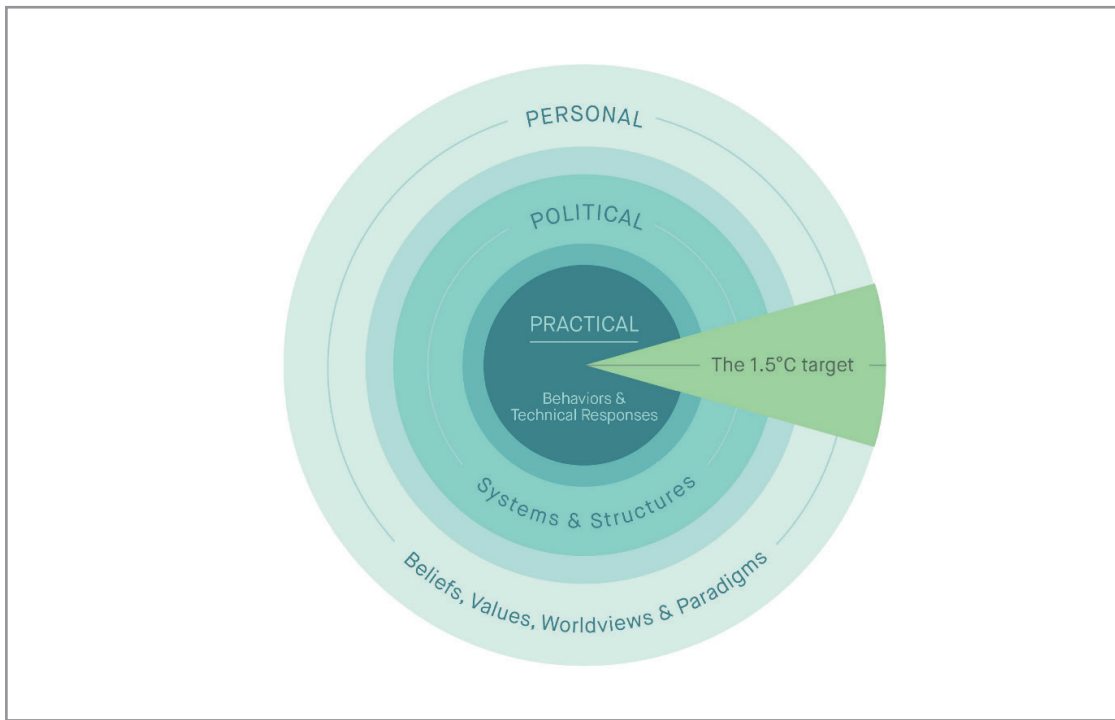 PERSONAL
POLITICAL
PRACTICAL
Behaviors &
Technical Responses
The 1.5°C target
Systems & Structures
Beliefs, Values, Worldviews & Paradigms